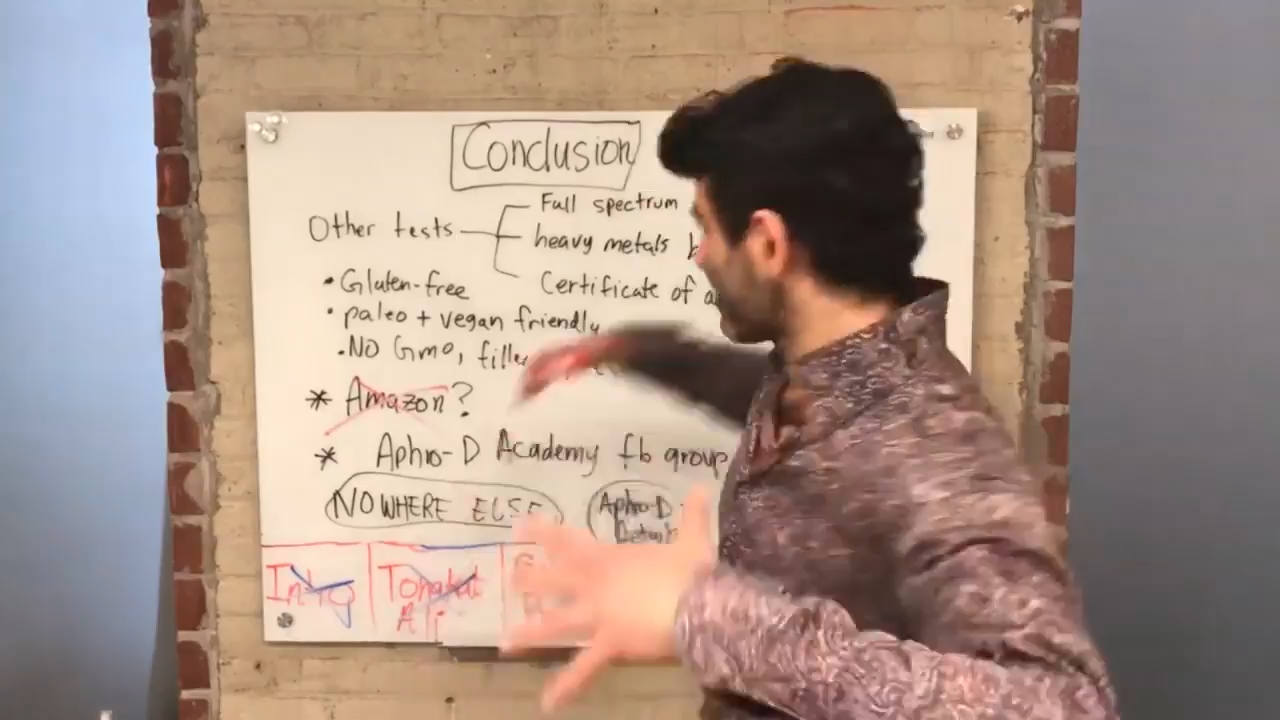 Conclusion
Other tests
Full spectrum
heavy metals
Certificate of
• Gluten-free
• paleo + vegan friendly
• NO GMO,
* Amazon?
* Aphro-D Academy fb group
NOWHERE ELSE
Aphro-D
Intro
Tongkat
Ali